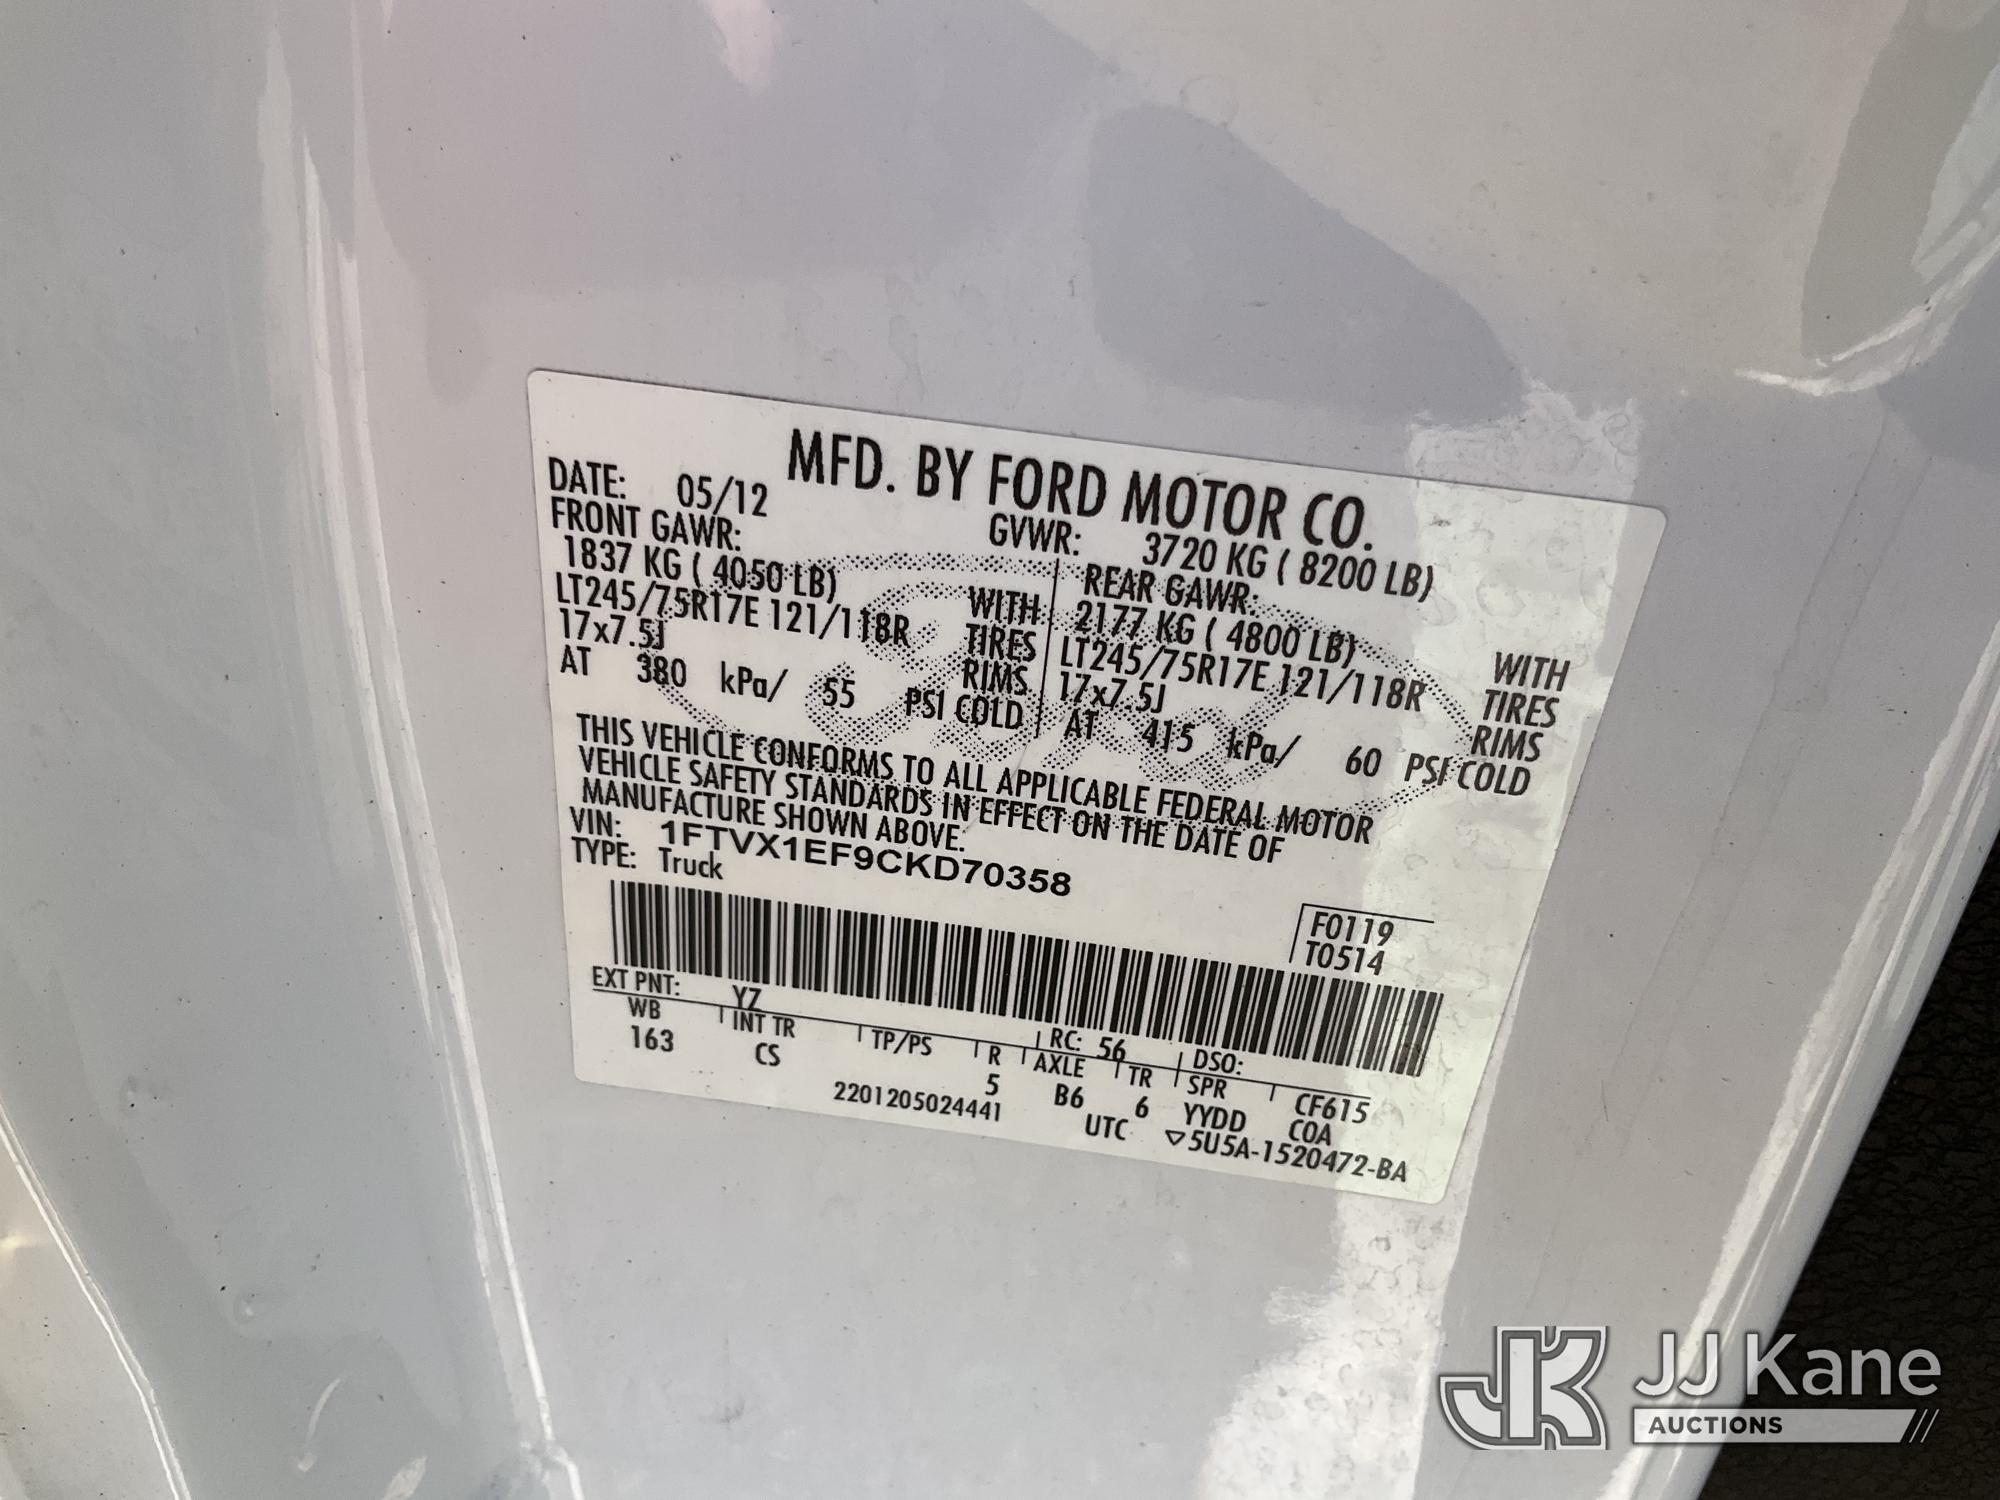 MFD. BY FORD MOTOR CO.
DATE: 05/12 GVWR: 3720 KG ( 8200 LB)
FRONT GAWR: REAR GAWR:
1837 KG ( 4050 LB) WITH 2177 KG ( 4800 LB) WITH
LT245/75R17E 121/118R TIRES LT245/75R17E 121/118R TIRES
17x7.5J RIMS 17x7.5J RIMS
AT 380 kPa/ 55 PSI COLD AT 415 kPa/ 60 PSI COLD
THIS VEHICLE CONFORMS TO ALL APPLICABLE FEDERAL MOTOR
VEHICLE SAFETY STANDARDS IN EFFECT ON THE DATE OF
MANUFACTURE SHOWN ABOVE.
VIN: 1FTVX1EF9CKD70358
TYPE: Truck
F0119
T0514
EXT PNT: YZ RC: 56 DSO:
WB INT TR TP/PS R AXLE TR SPR CF615
163 CS 5 B6 6 YYDD COA
2201205024441 UTC ▽5U5A-1520472-BA
JK JJ Kane
AUCTIONS